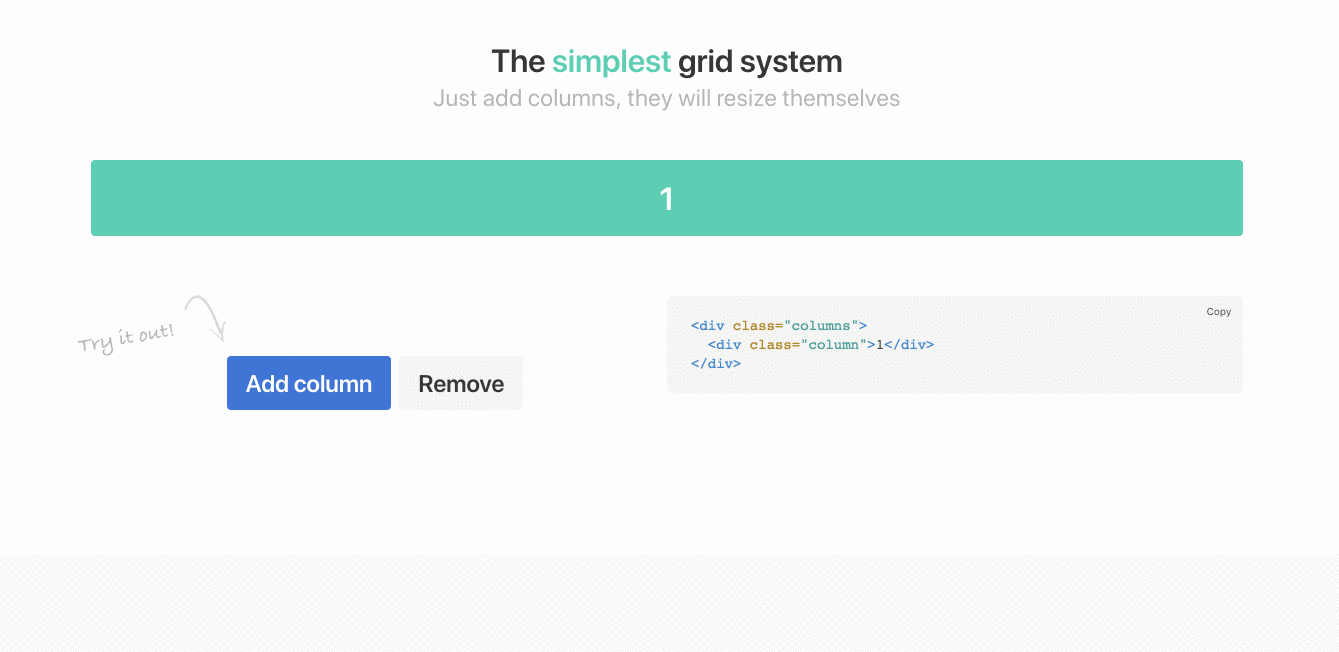 The simplest grid system
Just add columns, they will resize themselves
1
Try it out!
Add column
Remove
Copy
<div class="columns">
  <div class="column">1</div>
</div>